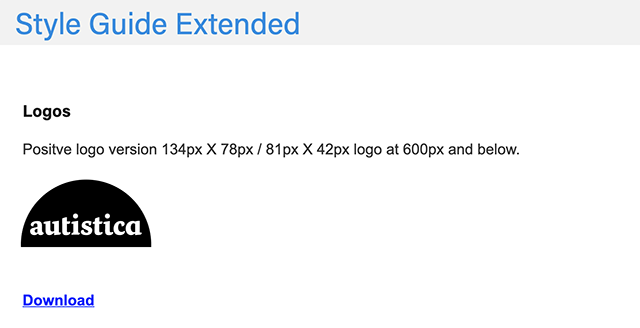 Style Guide Extended
Logos
Positve logo version 134px X 78px / 81px X 42px logo at 600px and below.
autistica
Download